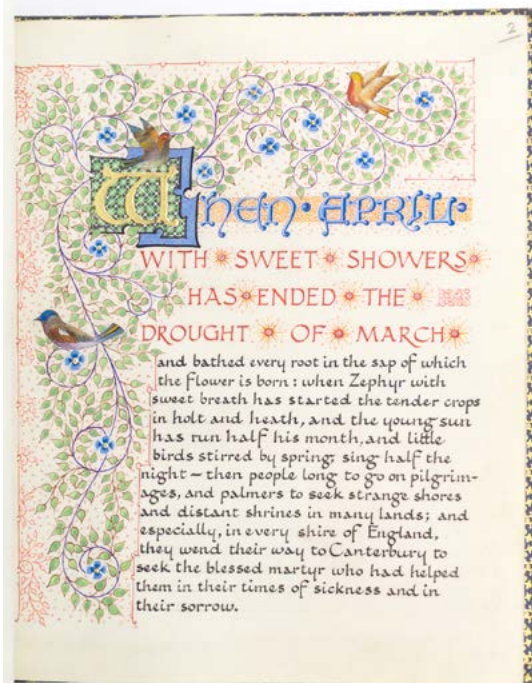 2
When · April ·
WITH SWEET SHOWERS
HAS ENDED THE
DROUGHT OF MARCH
and bathed every root in the sap of which
the flower is born: when Zephyr with
sweet breath has started the tender crops
in holt and heath, and the young sun
has run half his month, and little
birds stirred by spring, sing half the
night — then people long to go on pilgrim-
ages, and palmers to seek strange shores
and distant shrines in many lands; and
especially, in every shire of England,
they wend their way to Canterbury to
seek the blessed martyr who had helped
them in their times of sickness and in
their sorrow.